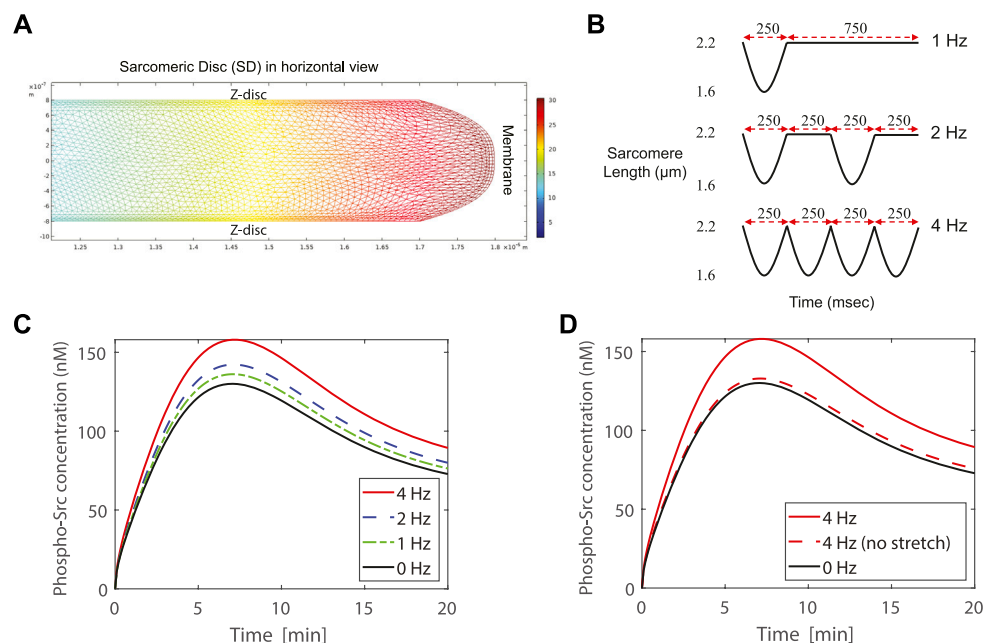 A
Sarcomeric Disc (SD) in horizontal view
×10⁻⁷
m
Z-disc
8
6
4
2
0
-2
-4
-6
-8
-10
Z-disc
Membrane
30
25
20
15
10
5
1.25 1.3 1.35 1.4 1.45 1.5 1.55 1.6 1.65 1.7 1.75 1.8 ×10⁻⁶ m
B
250 750
2.2 1 Hz
1.6
250 250 250 250
2.2 2 Hz
Sarcomere
Length (µm)
1.6
250 250 250 250
2.2 4 Hz
1.6
Time (msec)
C
Phospho-Src concentration (nM)
150
100
50
0
4 Hz
2 Hz
1 Hz
0 Hz
0 5 10 15 20
Time [min]
D
Phospho-Src concentration (nM)
150
100
50
0
4 Hz
4 Hz (no stretch)
0 Hz
0 5 10 15 20
Time [min]